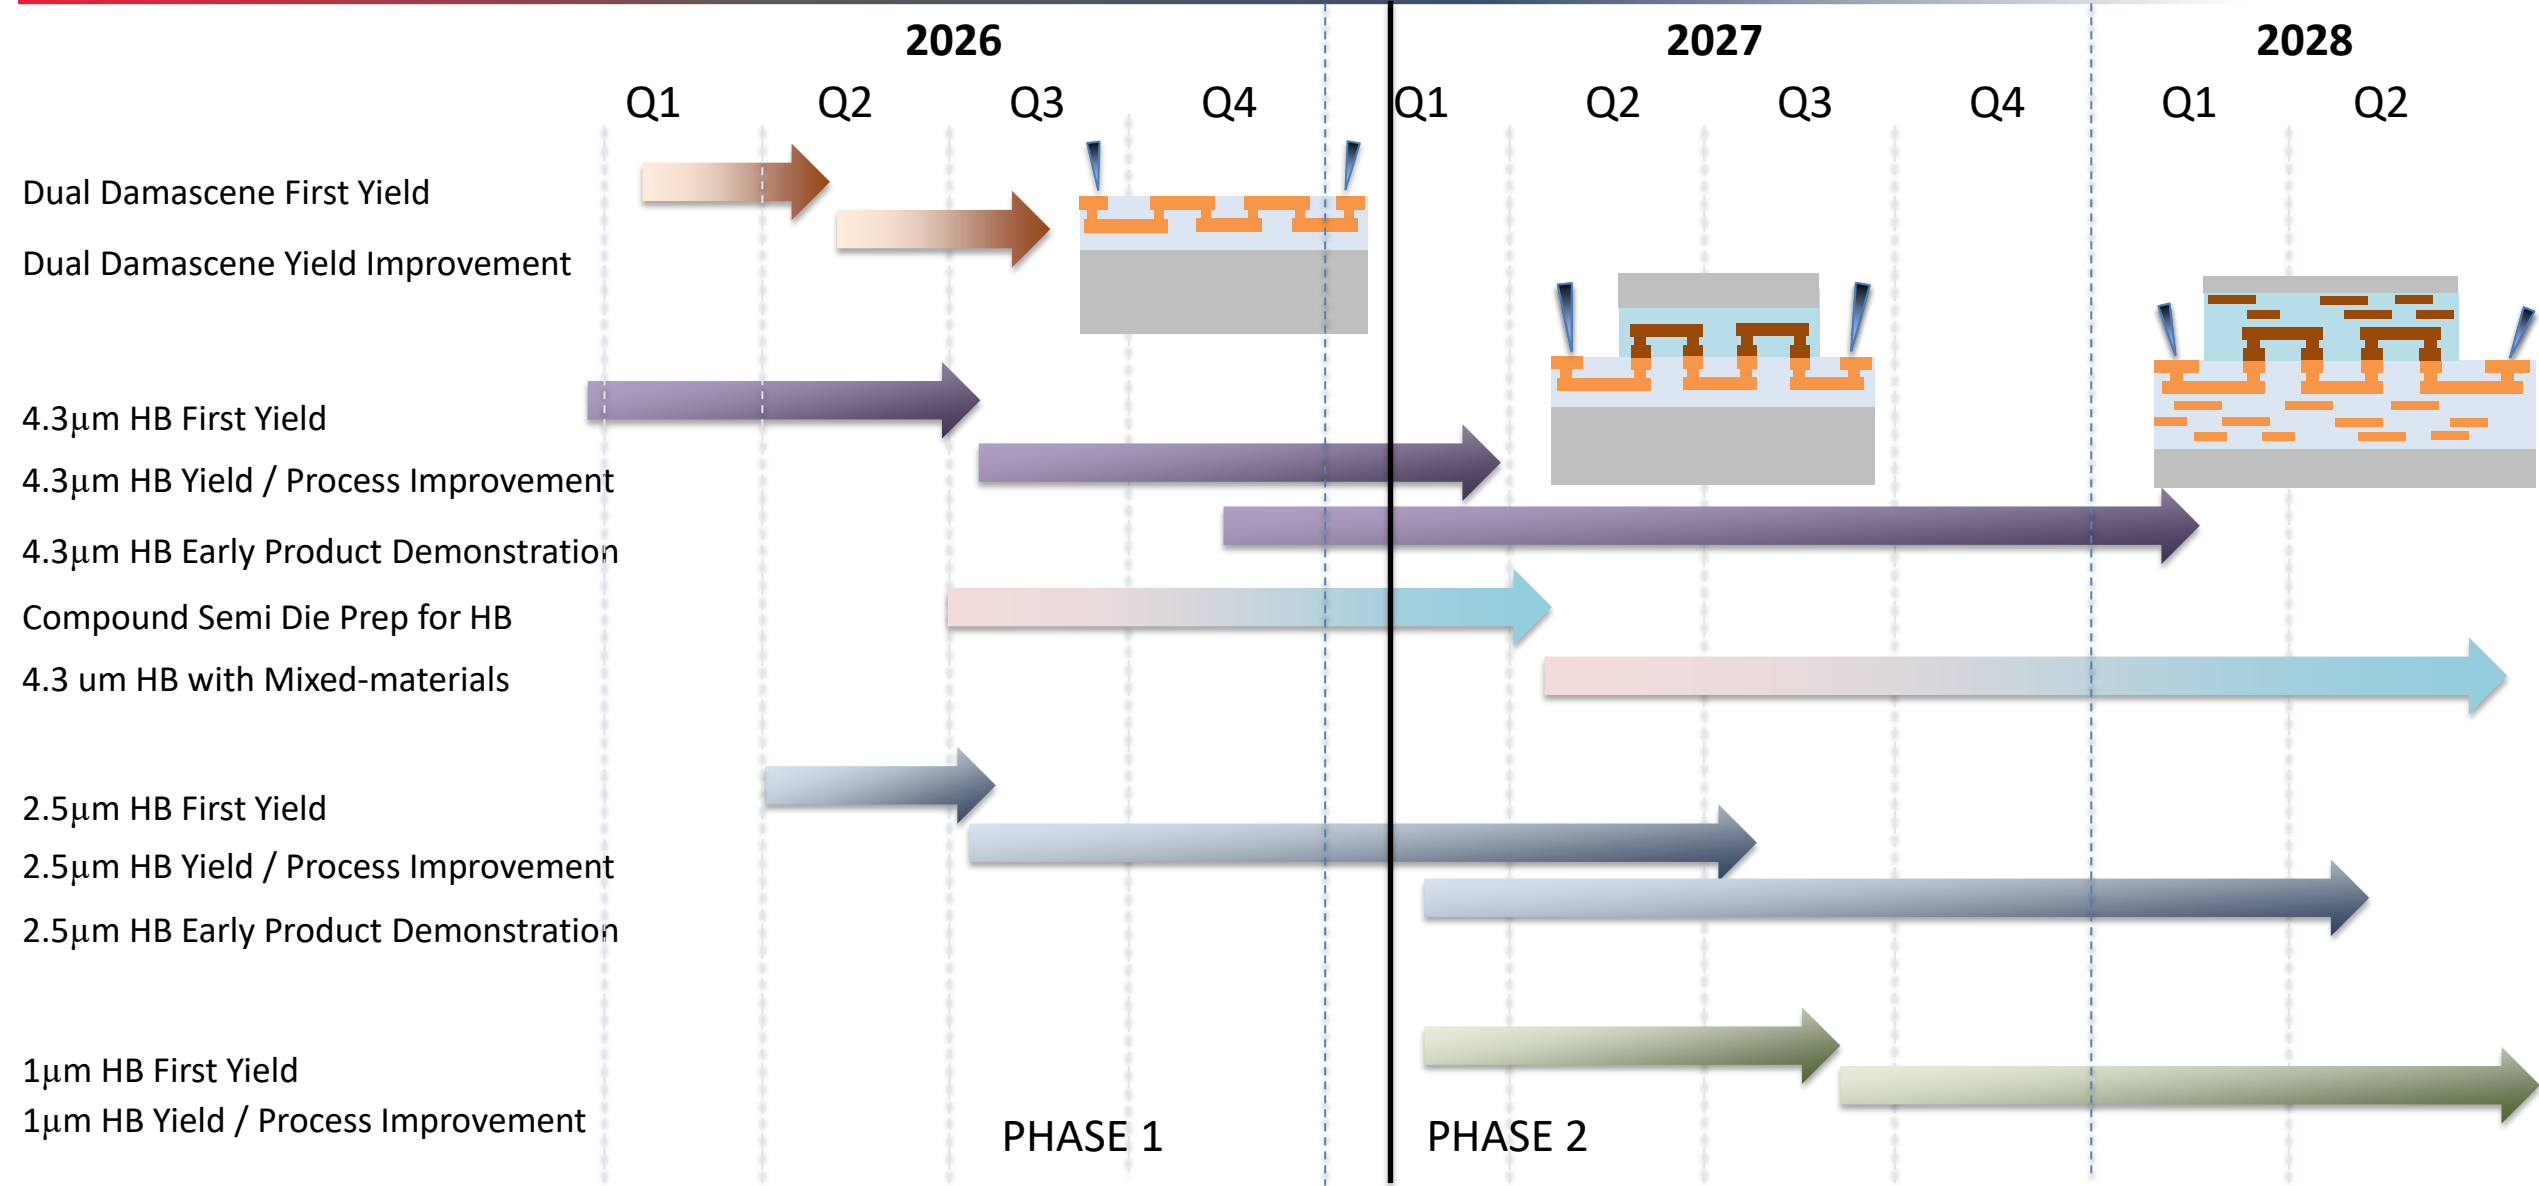 2026 2027 2028
Q1 Q2 Q3 Q4 Q1 Q2 Q3 Q4 Q1 Q2
Dual Damascene First Yield
Dual Damascene Yield Improvement
4.3μm HB First Yield
4.3μm HB Yield / Process Improvement
4.3μm HB Early Product Demonstration
Compound Semi Die Prep for HB
4.3 um HB with Mixed-materials
2.5μm HB First Yield
2.5μm HB Yield / Process Improvement
2.5μm HB Early Product Demonstration
1μm HB First Yield
1μm HB Yield / Process Improvement
PHASE 1 PHASE 2